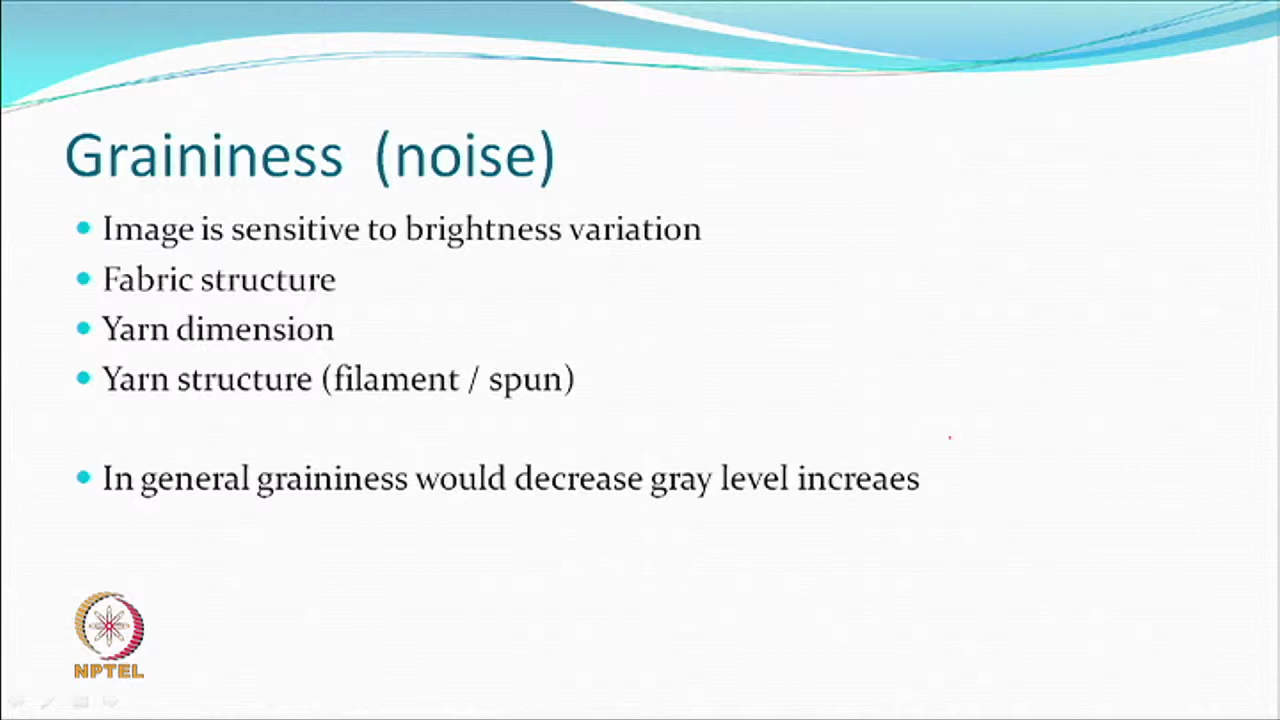 Graininess (noise)
Image is sensitive to brightness variation
Fabric structure
Yarn dimension
Yarn structure (filament / spun)
In general graininess would decrease gray level increaes
NPTEL